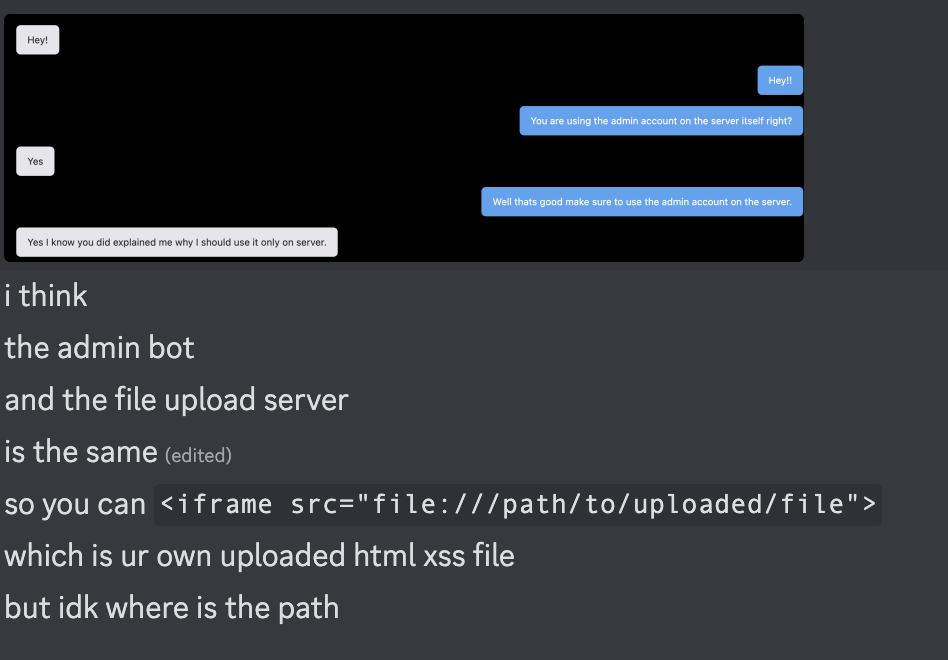 Hey!
Hey!!
You are using the admin account on the server itself right?
Yes
Well thats good make sure to use the admin account on the server.
Yes I know you did explained me why I should use it only on server.
i think
the admin bot
and the file upload server
is the same (edited)
so you can <iframe src="file:///path/to/uploaded/file">
which is ur own uploaded html xss file
but idk where is the path